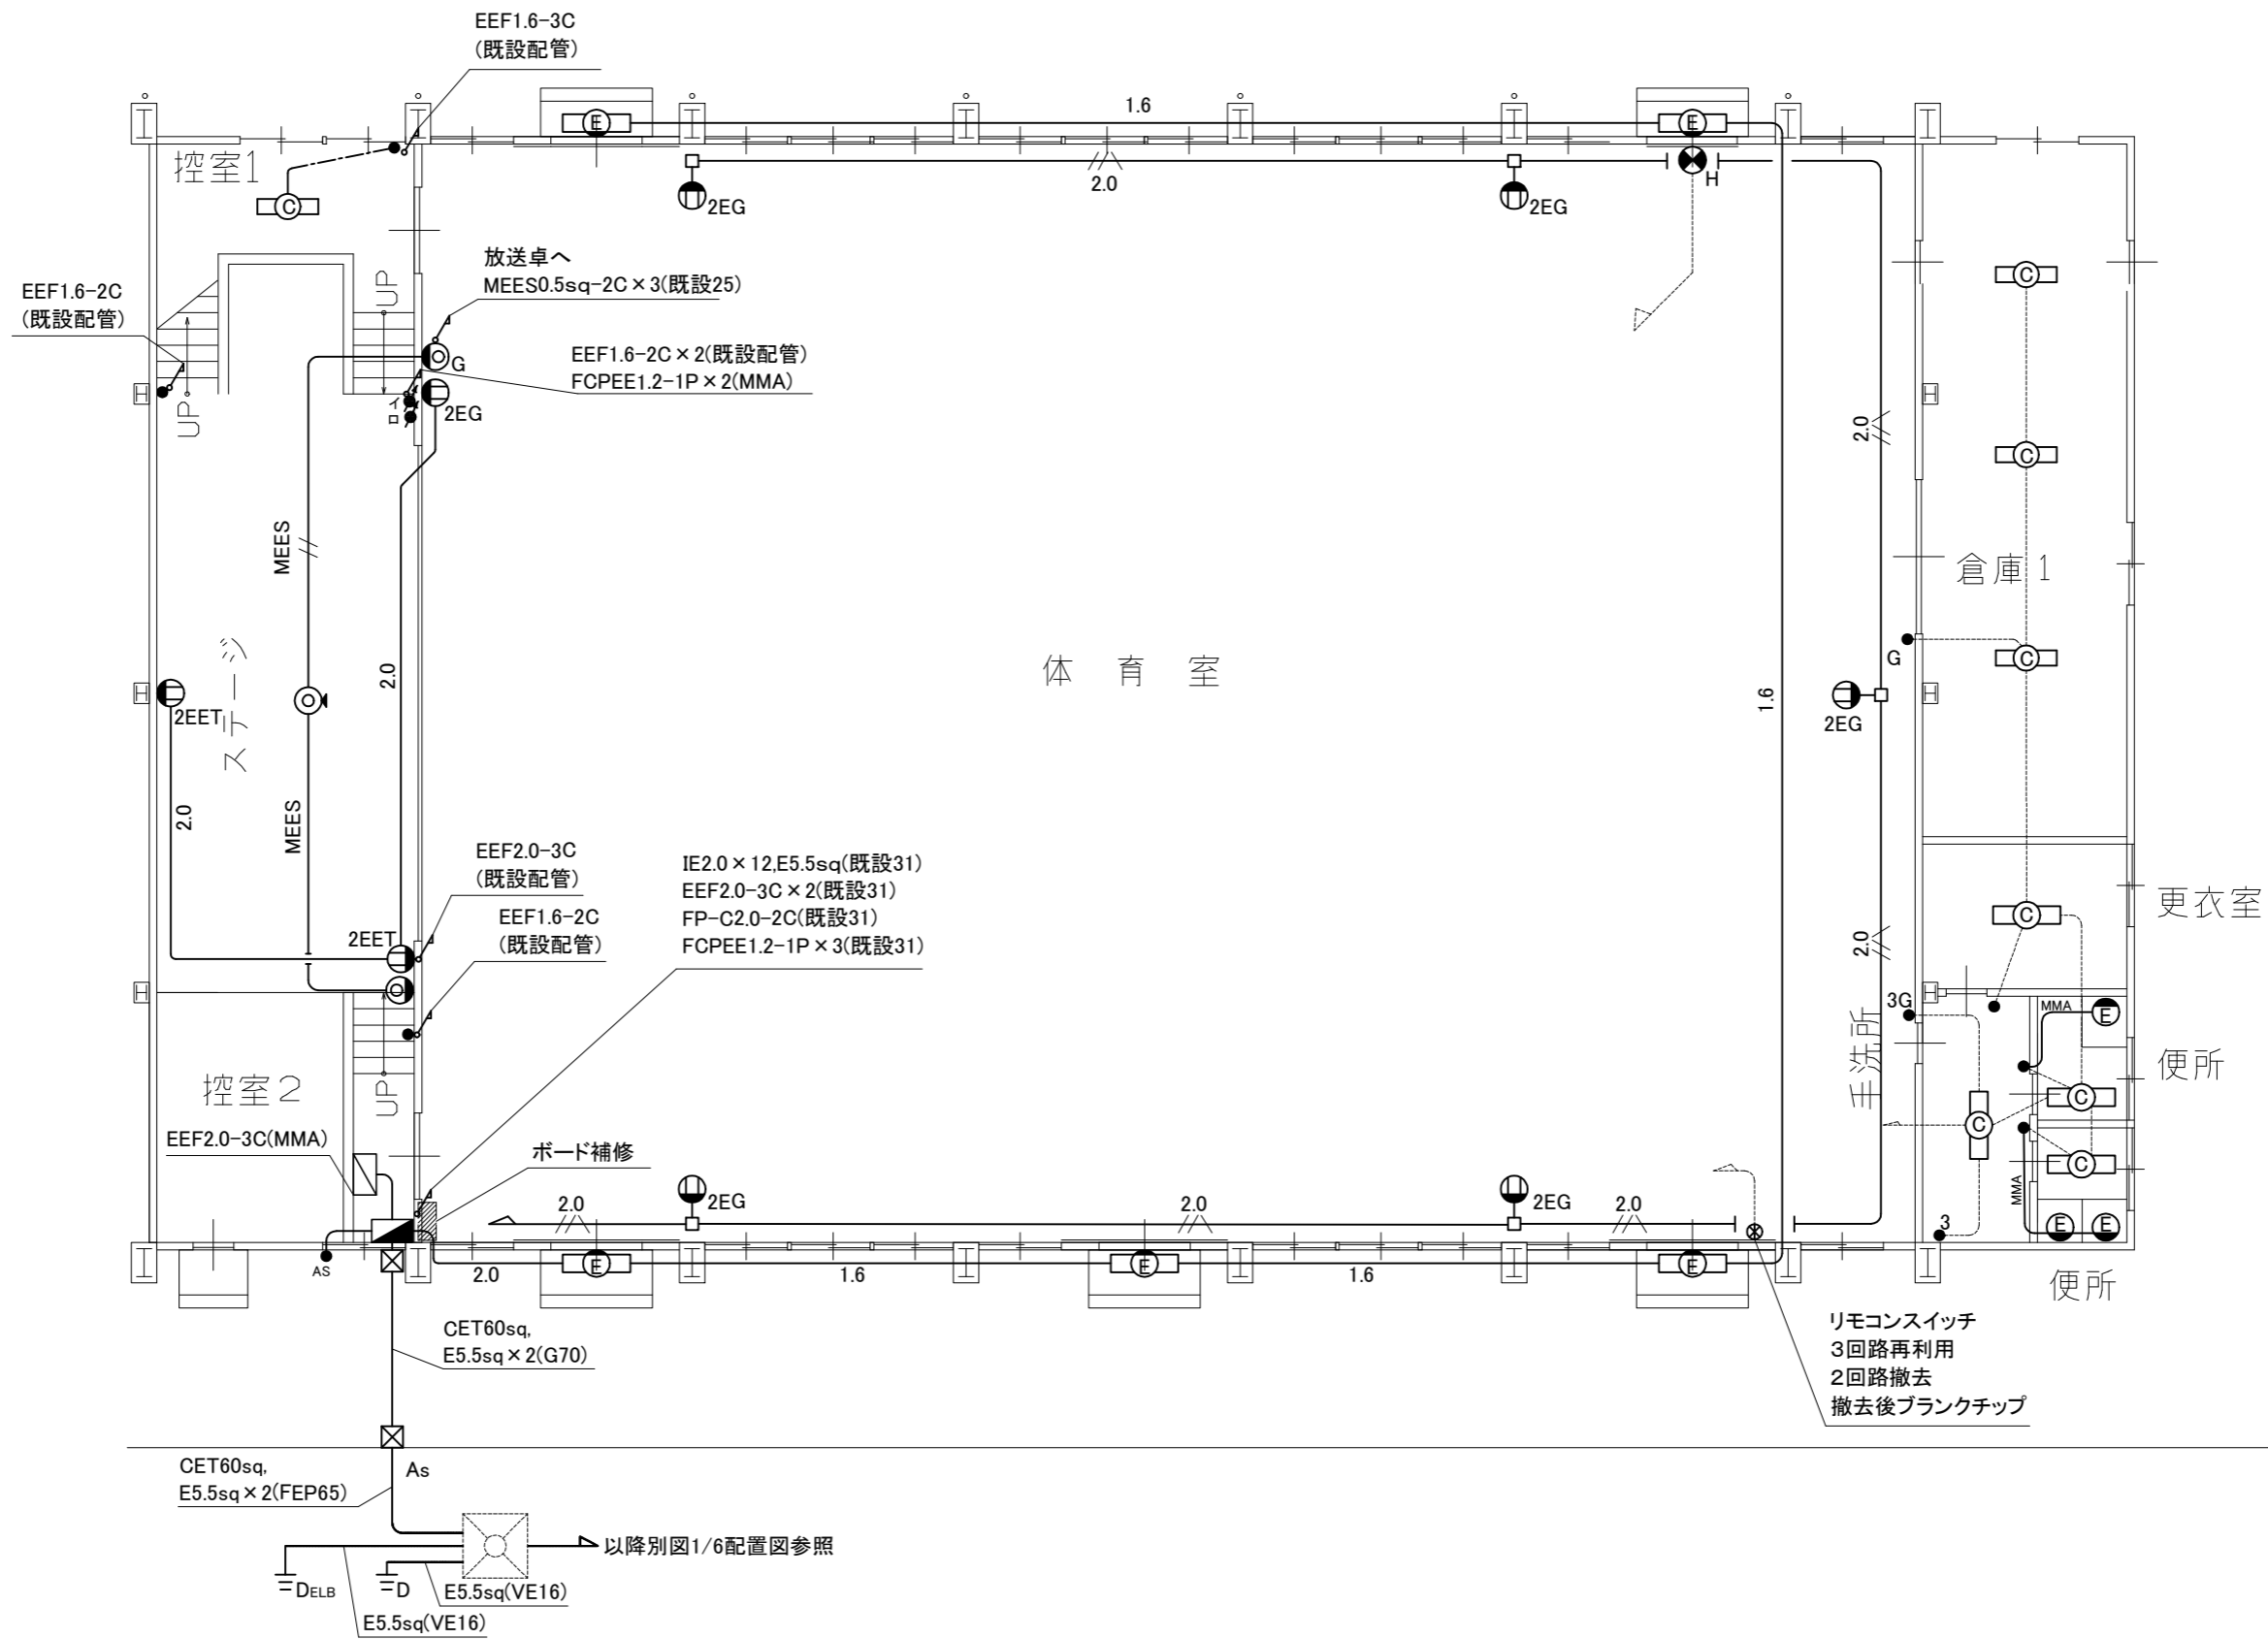 EEF1.6-3C
(既設配管)
1.6
控室1
C
E
E
2.0
H
2EG
2EG
放送卓へ
MEES0.5sq-2C×3(既設25)
UP
EEF1.6-2C
(既設配管)
EEF1.6-2C×2(既設配管)
FCPEE1.2-1P×2(MMA)
G
2EG
イ
ロ
UP
C
C
2.0
MEES
倉庫1
ステージ
2.0
体育室
G
C
1.6
2EG
2EET
2.0
MEES
EEF2.0-3C
(既設配管)
IE2.0×12,E5.5sq(既設31)
EEF2.0-3C×2(既設31)
FP-C2.0-2C(既設31)
FCPEE1.2-1P×3(既設31)
EEF1.6-2C
(既設配管)
2EET
更衣室
C
2.0
3G
MMA
E
手洗所
便所
控室2
UP
C
C
C
EEF2.0-3C(MMA)
ボード補修
2EG
2EG
2.0
2.0
2.0
MMA
3
E
E
AS
2.0
E
1.6
E
1.6
E
便所
CET60sq,
E5.5sq×2(G70)
リモコンスイッチ
3回路再利用
2回路撤去
撤去後ブランクチップ
CET60sq,
E5.5sq×2(FEP65)
As
以降別図1/6配置図参照
DELB
D
E5.5sq(VE16)
E5.5sq(VE16)
H
H
H
H
H
H